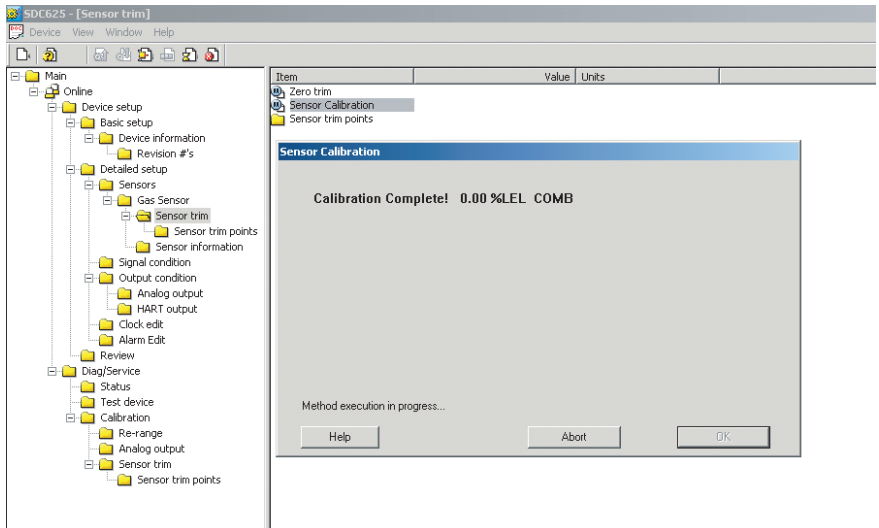 SDC625 - [Sensor trim]
Device View Window Help
Main
Online
Device setup
Basic setup
Device information
Revision #'s
Detailed setup
Sensors
Gas Sensor
Sensor trim
Sensor trim points
Sensor information
Signal condition
Output condition
Analog output
HART output
Clock edit
Alarm Edit
Review
Diag/Service
Status
Test device
Calibration
Re-range
Analog output
Sensor trim
Sensor trim points
Item Value Units
Zero trim
Sensor Calibration
Sensor trim points
Sensor Calibration
Calibration Complete! 0.00 %LEL COMB
Method execution in progress...
Help Abort OK